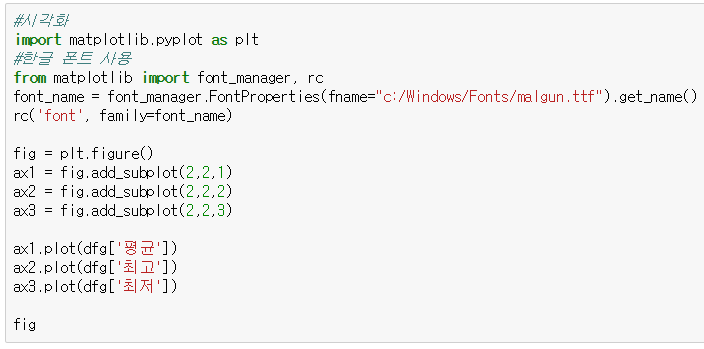 #시각화
import matplotlib.pyplot as plt
#한글 폰트 사용
from matplotlib import font_manager, rc
font_name = font_manager.FontProperties(fname="c:/Windows/Fonts/malgun.ttf").get_name()
rc('font', family=font_name)
fig = plt.figure()
ax1 = fig.add_subplot(2,2,1)
ax2 = fig.add_subplot(2,2,2)
ax3 = fig.add_subplot(2,2,3)
ax1.plot(dfg['평균'])
ax2.plot(dfg['최고'])
ax3.plot(dfg['최저'])
fig